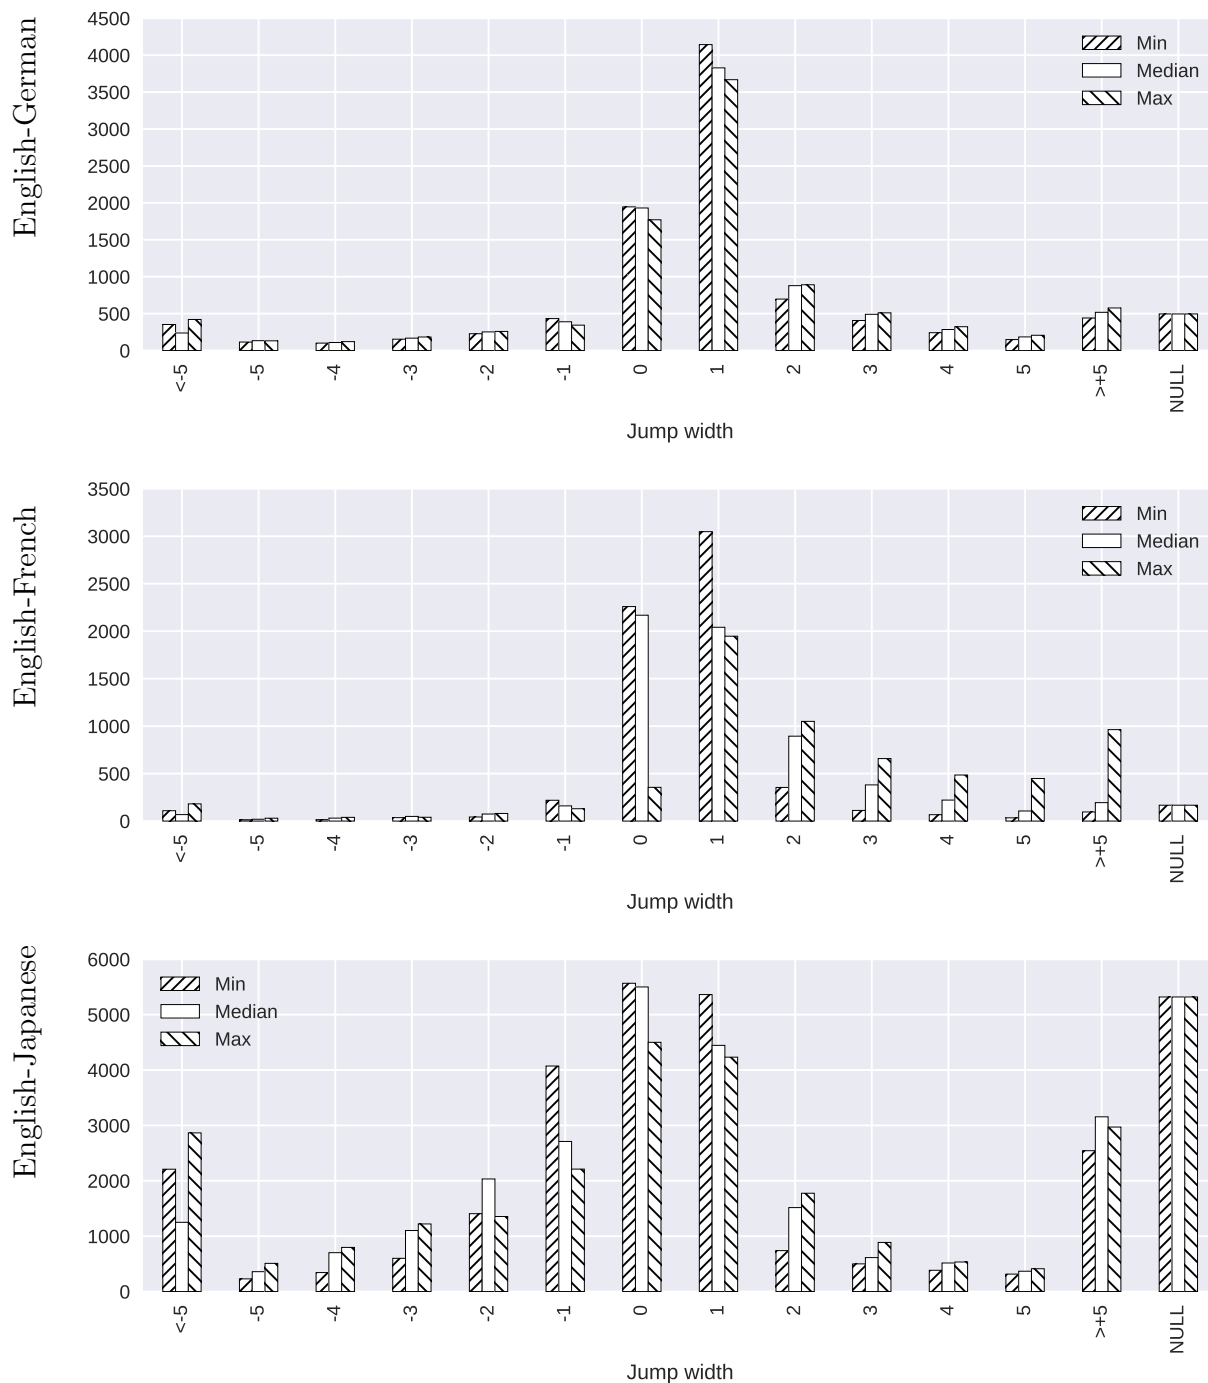 English-German
4500
4000
3500
3000
2500
2000
1500
1000
500
0
Min
Median
Max
<-5 -5 -4 -3 -2 -1 0 1 2 3 4 5 >+5 NULL
Jump width
English-French
3500
3000
2500
2000
1500
1000
500
0
Min
Median
Max
<-5 -5 -4 -3 -2 -1 0 1 2 3 4 5 >+5 NULL
Jump width
English-Japanese
6000
5000
4000
3000
2000
1000
0
Min
Median
Max
<-5 -5 -4 -3 -2 -1 0 1 2 3 4 5 >+5 NULL
Jump width